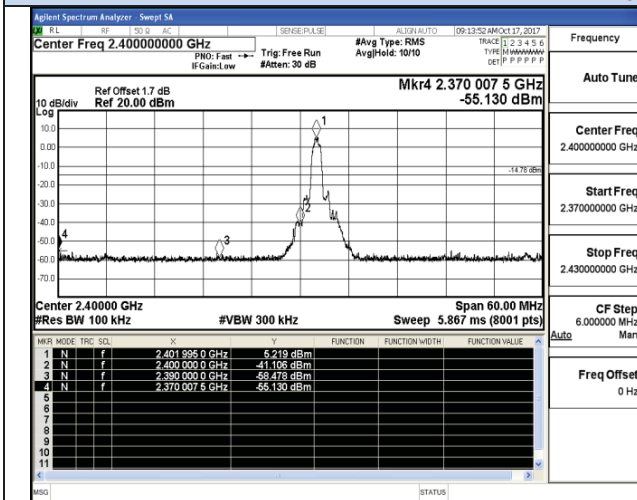 Agilent Spectrum Analyzer - Swept SA
RL RF 50 Ω AC SENSE:PULSE ALIGN AUTO 09:13:52 AM Oct 17, 2017
Center Freq 2.400000000 GHz
PNO: Fast
IFGain:Low
Trig: Free Run
#Atten: 30 dB
#Avg Type: RMS
Avg|Hold: 10/10
TRACE 1 2 3 4 5 6
TYPE M
DET P P P P P P
Ref Offset 1.7 dB
10 dB/div Ref 20.00 dBm
Log
Mkr4 2.370 007 5 GHz
-55.130 dBm
10.0
0.00
-10.0
-20.0
-30.0
-40.0
-50.0
-60.0
-70.0
1
2
3
4
-14.78 dBm
Center 2.40000 GHz Span 60.00 MHz
#Res BW 100 kHz #VBW 300 kHz Sweep 5.867 ms (8001 pts)
MKR MODE TRC SCL X Y FUNCTION FUNCTION WIDTH FUNCTION VALUE
1 N f 2.401 995 0 GHz 5.219 dBm
2 N f 2.400 000 0 GHz -41.106 dBm
3 N f 2.390 000 0 GHz -58.478 dBm
4 N f 2.370 007 5 GHz -55.130 dBm
5
6
7
8
9
10
11
MSG STATUS
Frequency
Auto Tune
Center Freq
2.400000000 GHz
Start Freq
2.370000000 GHz
Stop Freq
2.430000000 GHz
CF Step
6.000000 MHz
Auto Man
Freq Offset
0 Hz